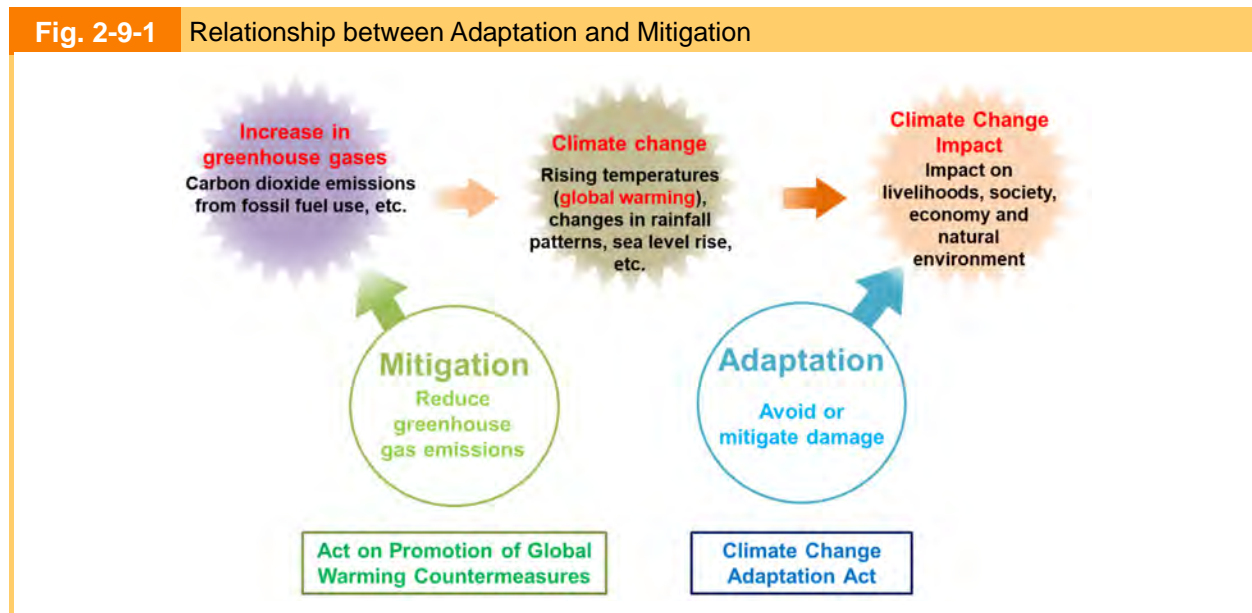 Fig. 2-9-1 Relationship between Adaptation and Mitigation
Increase in
greenhouse gases
Carbon dioxide emissions
from fossil fuel use, etc.
Climate change
Rising temperatures
(global warming),
changes in rainfall
patterns, sea level rise,
etc.
Climate Change
Impact
Impact on
livelihoods, society,
economy and
natural
environment
Mitigation
Reduce
greenhouse
gas emissions
Adaptation
Avoid or
mitigate damage
Act on Promotion of Global
Warming Countermeasures
Climate Change
Adaptation Act